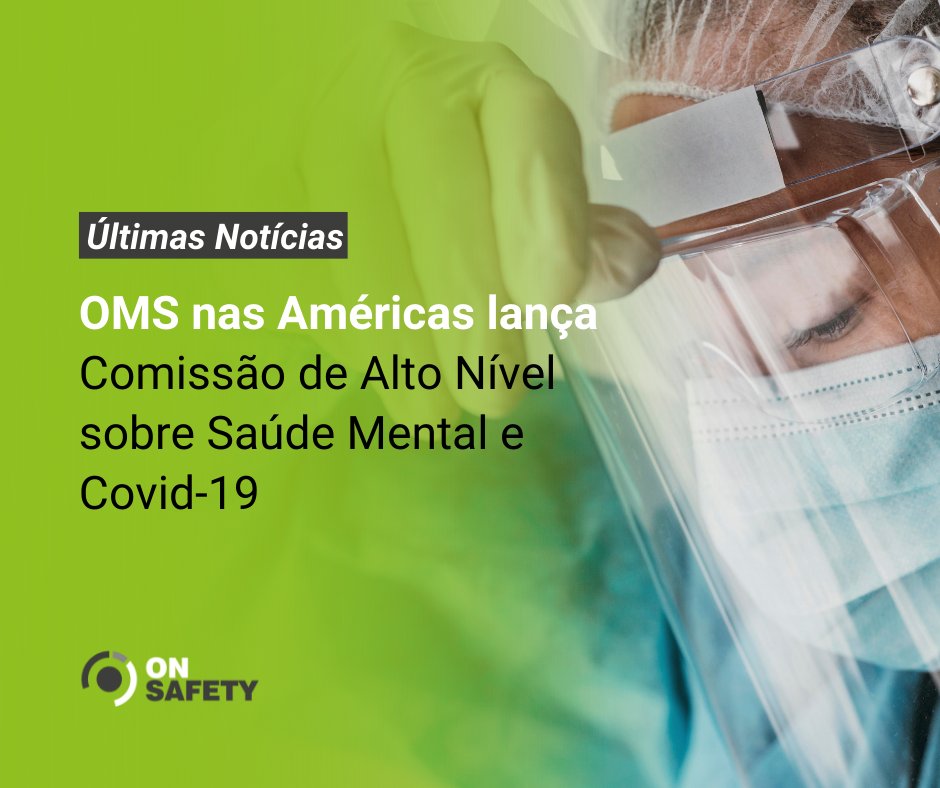 Últimas Notícias
OMS nas Américas lança
Comissão de Alto Nível
sobre Saúde Mental e
Covid-19
ON
SAFETY